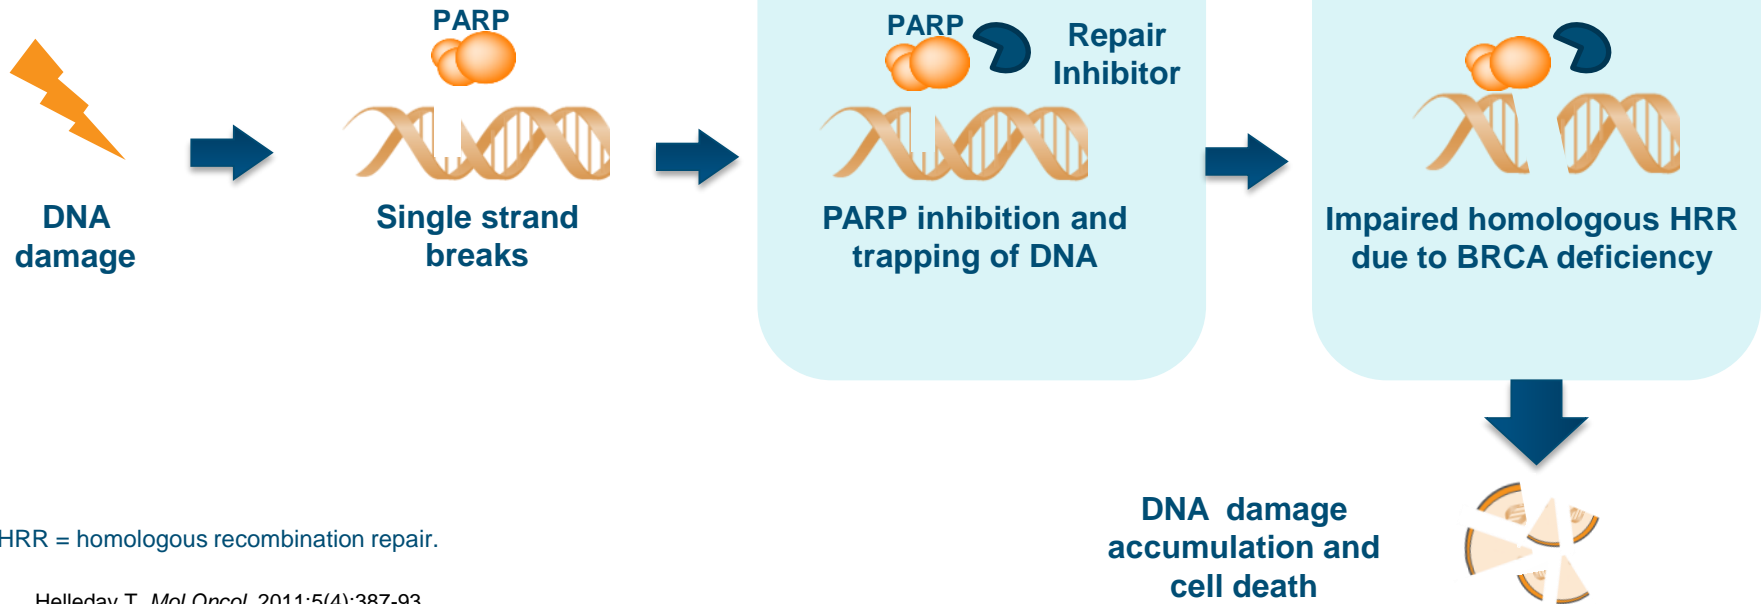 PARP
DNA
damage
Single strand
breaks
PARP
Repair
Inhibitor
PARP inhibition and
trapping of DNA
Impaired homologous HRR
due to BRCA deficiency
DNA damage
accumulation and
cell death
HRR = homologous recombination repair.
Helleday T. Mol Oncol. 2011;5(4):387-93